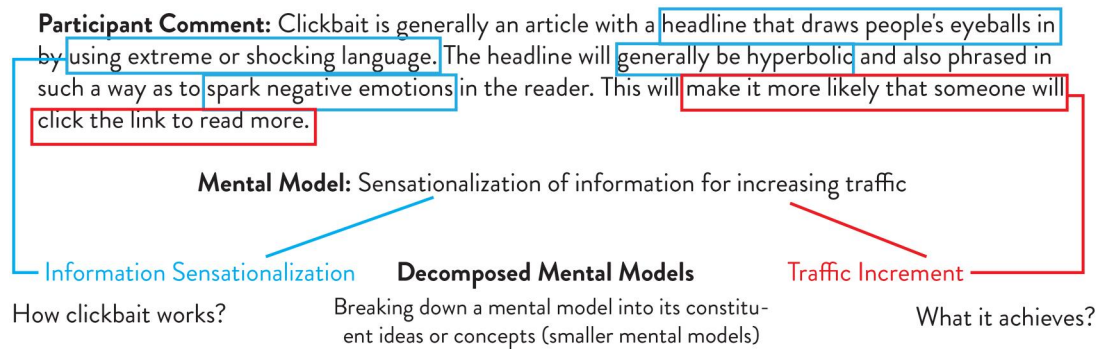 Participant Comment: Clickbait is generally an article with a headline that draws people's eyeballs in
by using extreme or shocking language. The headline will generally be hyperbolic and also phrased in
such a way as to spark negative emotions in the reader. This will make it more likely that someone will
click the link to read more.
Mental Model: Sensationalization of information for increasing traffic
Information Sensationalization
Decomposed Mental Models
Traffic Increment
How clickbait works?
Breaking down a mental model into its constitu-
ent ideas or concepts (smaller mental models)
What it achieves?